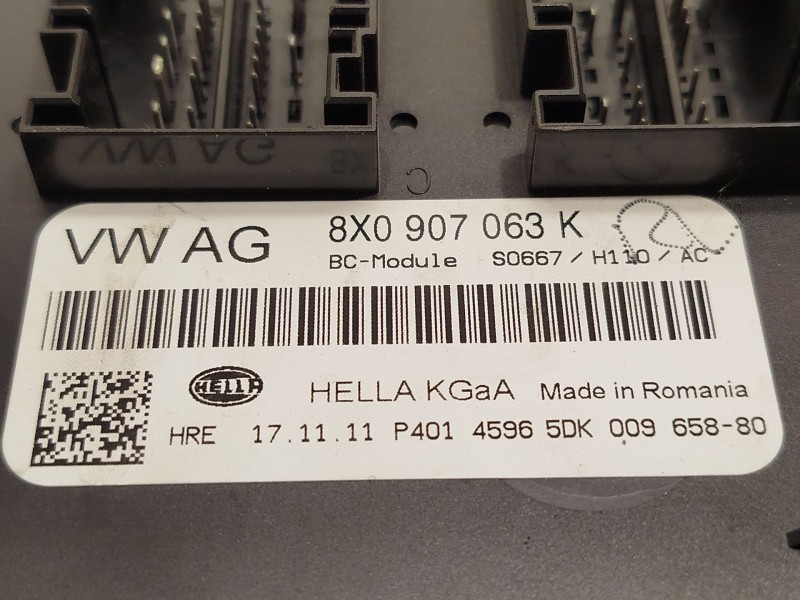 VW AG 8X0 907 063 K
BC-Module S0667 / H110 / AC
HELLA HELLA KGaA Made in Romania
HRE 17.11.11 P401 4596 5DK 009 658-80